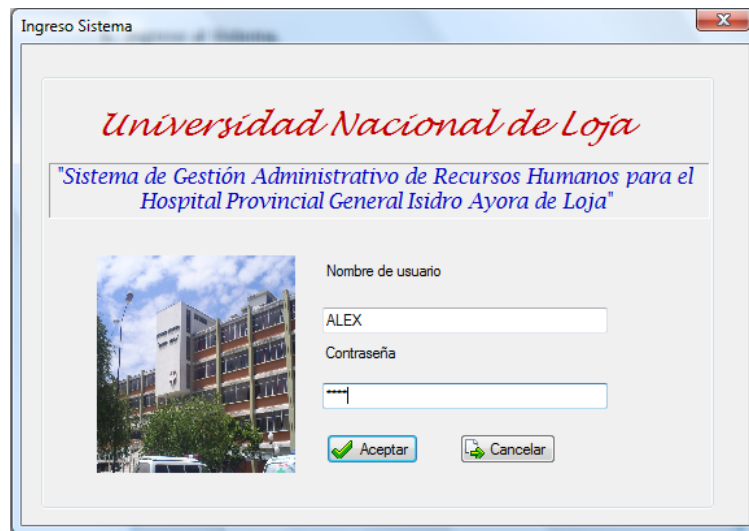 Ingreso Sistema
Universidad Nacional de Loja
"Sistema de Gestión Administrativo de Recursos Humanos para el
Hospital Provincial General Isidro Ayora de Loja"
Nombre de usuario
ALEX
Contraseña
****
Aceptar
Cancelar